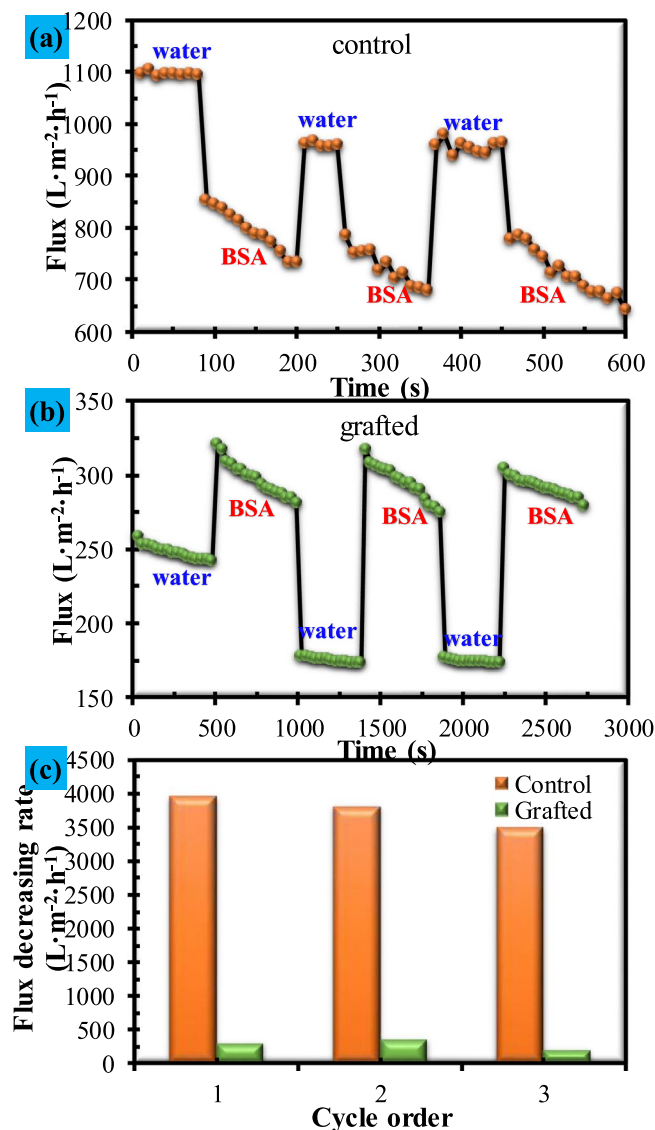 (a)
control
1200
1100
1000
900
800
700
600
Flux (L·m⁻²·h⁻¹)
water
water
water
BSA
BSA
BSA
0
100
200
300
400
500
600
Time (s)
(b)
grafted
350
300
250
200
150
Flux (L·m⁻²·h⁻¹)
water
BSA
water
BSA
water
BSA
0
500
1000
1500
2000
2500
3000
Time (s)
(c)
4500
4000
3500
3000
2500
2000
1500
1000
500
0
Flux decreasing rate
(L·m⁻²·h⁻¹)
Control
Grafted
1
2
3
Cycle order